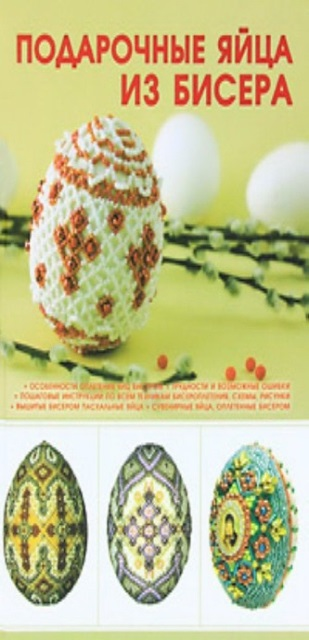 ПОДАРОЧНЫЕ ЯЙЦА
ИЗ БИСЕРА
• ОСОБЕННОСТИ ОПЛЕТЕНИЯ ЯИЦ БИСЕРОМ • ТРУДНОСТИ И ВОЗМОЖНЫЕ ОШИБКИ
• ПОШАГОВЫЕ ИНСТРУКЦИИ ПО ВСЕМ ТЕХНИКАМ БИСЕРОПЛЕТЕНИЯ, СХЕМЫ, РИСУНКИ
• ВЫШИТЫЕ БИСЕРОМ ПАСХАЛЬНЫЕ ЯЙЦА • СУВЕНИРНЫЕ ЯЙЦА, ОПЛЕТЕННЫЕ БИСЕРОМ